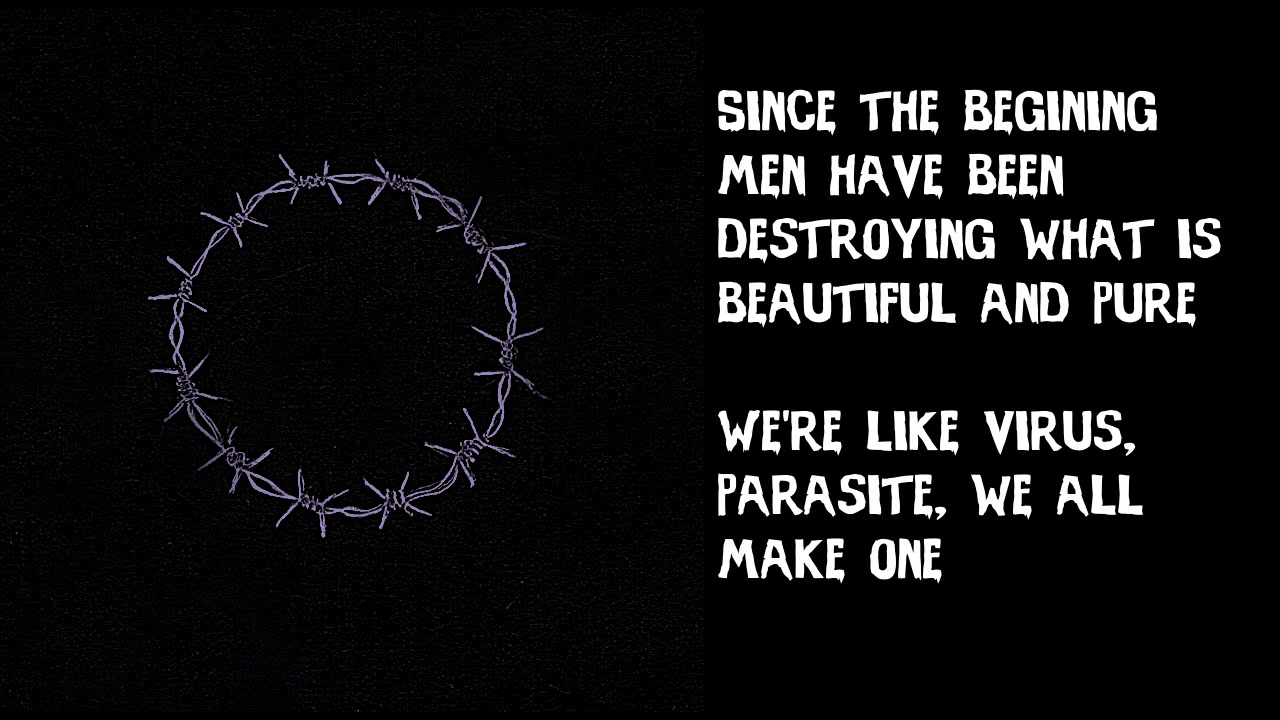 SINCE THE BEGINING
MEN HAVE BEEN
DESTROYING WHAT IS
BEAUTIFUL AND PURE
WE'RE LIKE VIRUS,
PARASITE, WE ALL
MAKE ONE